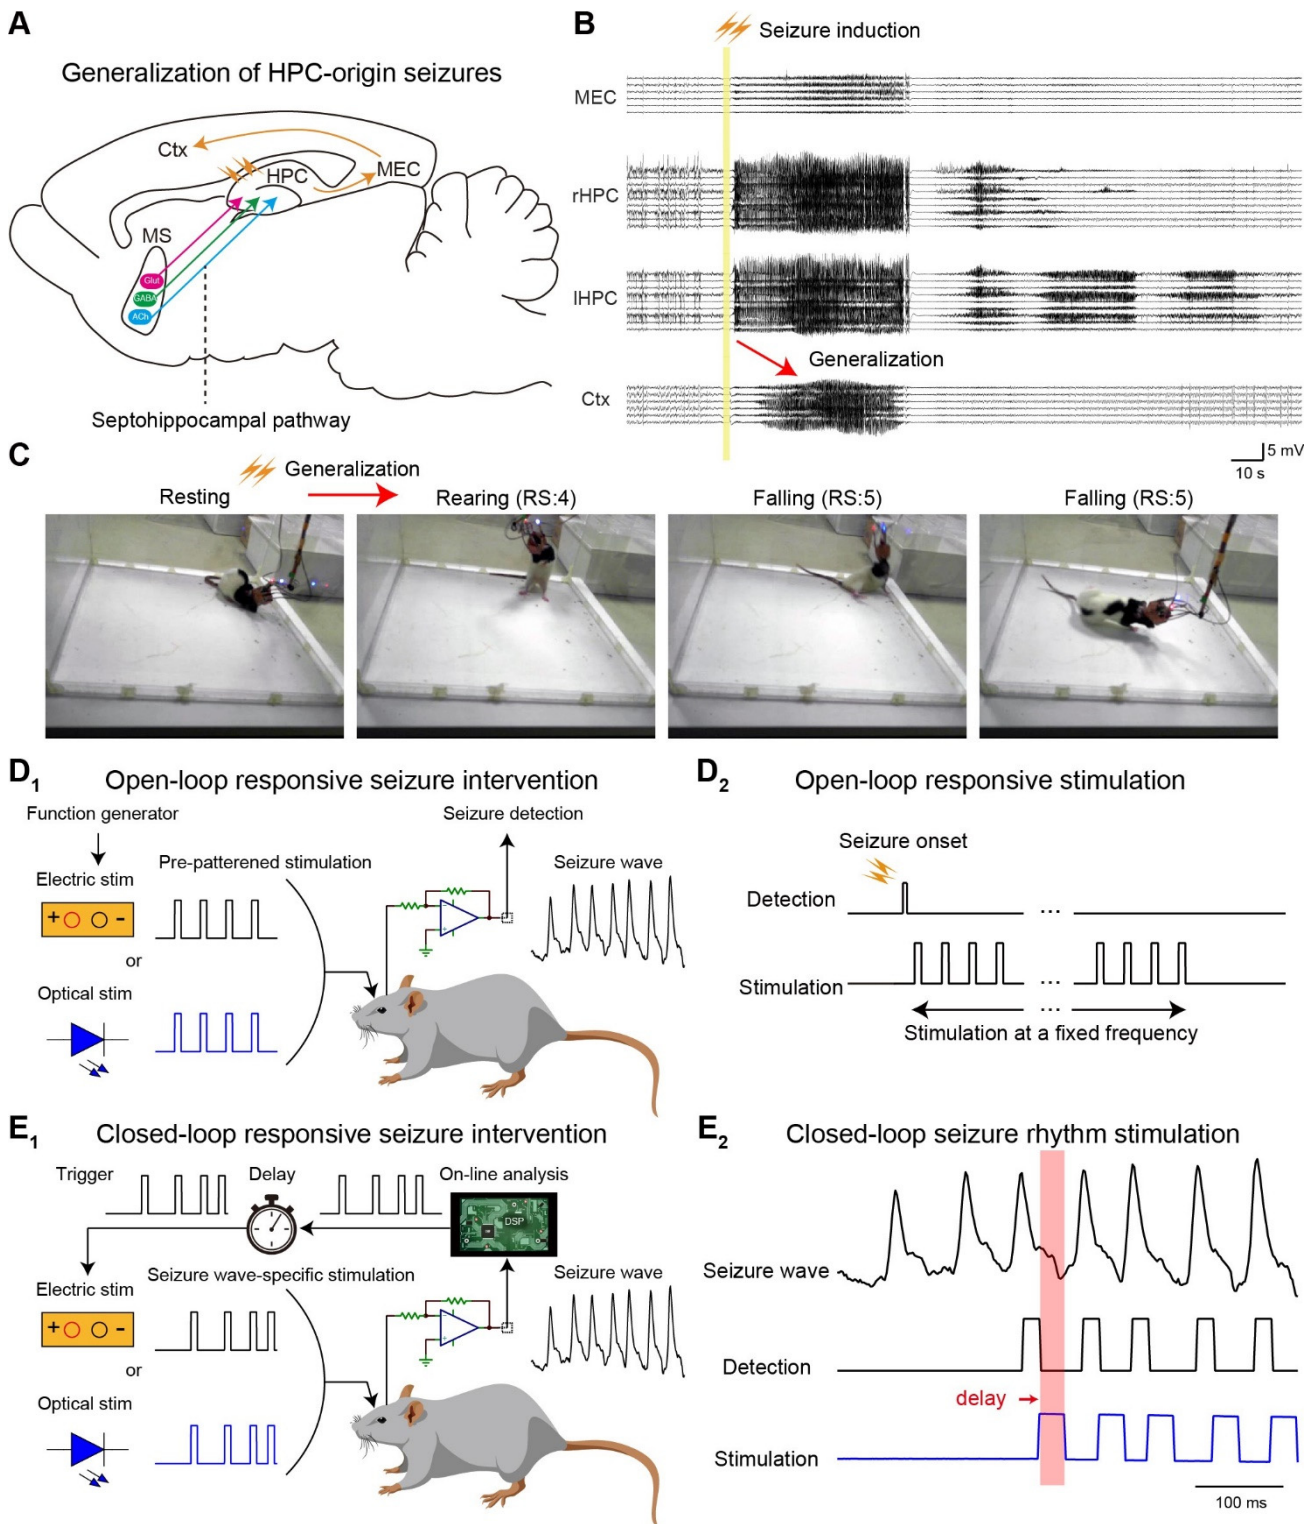 A
Generalization of HPC-origin seizures
Ctx
HPC
MEC
MS
Glut
GABA
ACh
Septohippocampal pathway
B
Seizure induction
MEC
rHPC
lHPC
Generalization
Ctx
5 mV
10 s
C
Generalization
Resting
Rearing (RS:4)
Falling (RS:5)
Falling (RS:5)
D1
Open-loop responsive seizure intervention
Function generator
Seizure detection
Pre-patterened stimulation
Seizure wave
Electric stim
+ -
or
Optical stim
D2
Open-loop responsive stimulation
Seizure onset
Detection
...
Stimulation
...
...
Stimulation at a fixed frequency
E1
Closed-loop responsive seizure intervention
Trigger
Delay
On-line analysis
DSP
Seizure wave-specific stimulation
Seizure wave
Electric stim
+ -
or
Optical stim
E2
Closed-loop seizure rhythm stimulation
Seizure wave
Detection
delay
Stimulation
100 ms